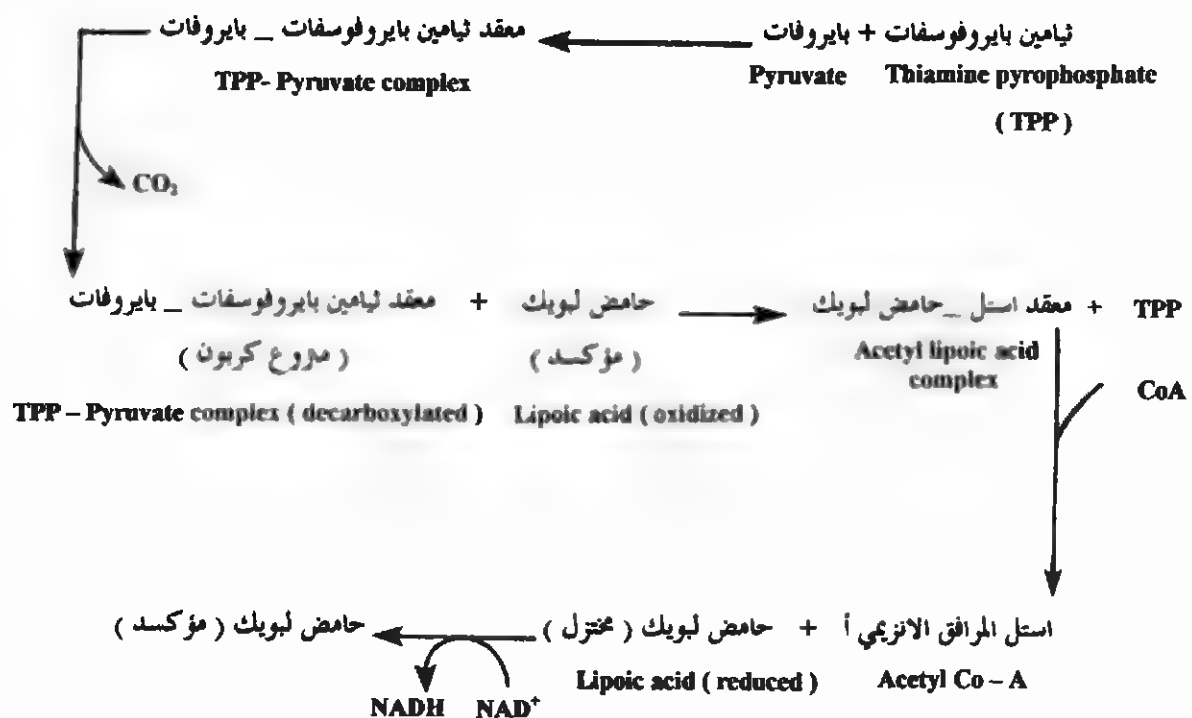 ثيامين بايروفوسفات + بايروفات
معقد ثيامين بايروفوسفات _ بايروفات
Pyruvate Thiamine pyrophosphate
( TPP )
TPP- Pyruvate complex
CO₂
معقد ثيامين بايروفوسفات _ بايروفات + حامض لبويك
معقد استل _ حامض لبويك + TPP
( منزوع كربون ) ( مؤكسد )
Acetyl lipoic acid
complex
CoA
TPP – Pyruvate complex ( decarboxylated ) Lipoic acid ( oxidized )
استل المرافق الانزيمي أ + حامض لبويك ( مختزل )
حامض لبويك ( مؤكسد )
Lipoic acid ( reduced ) Acetyl Co – A
NADH NAD⁺